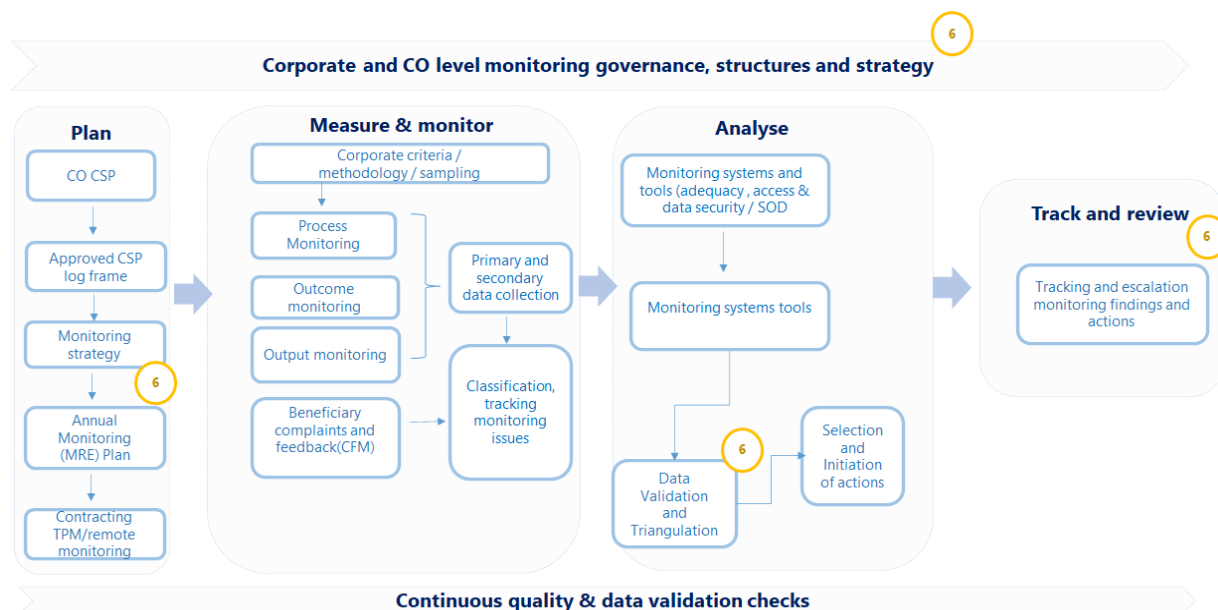 6
Corporate and CO level monitoring governance, structures and strategy
Plan
CO CSP
Approved CSP
log frame
Monitoring
strategy
6
Annual
Monitoring
(MRE) Plan
Contracting
TPM/remote
monitoring
Measure & monitor
Corporate criteria /
methodology / sampling
Process
Monitoring
Outcome
monitoring
Output monitoring
Beneficiary
complaints and
feedback(CFM)
Primary and
secondary
data collection
Classification,
tracking
monitoring
issues
Analyse
Monitoring systems and
tools (adequacy , access &
data security / SOD
Monitoring systems tools
6
Data
Validation
and
Triangulation
Selection
and
Initiation
of actions
Track and review
6
Tracking and escalation
monitoring findings and
actions
Continuous quality & data validation checks